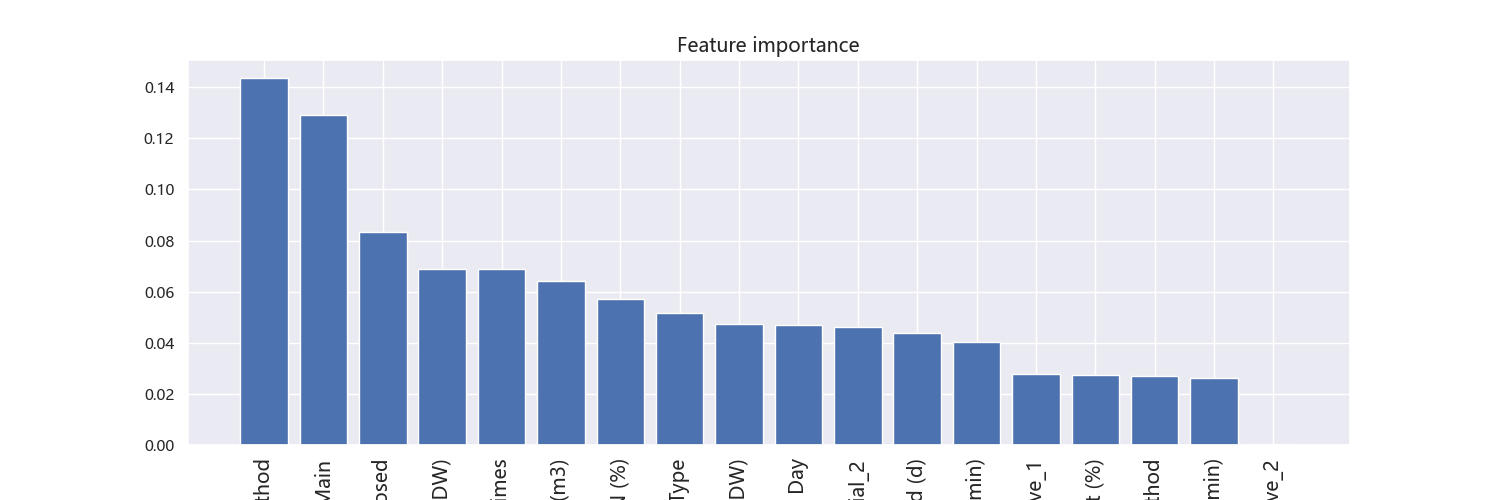 Feature importance
0.14
0.12
0.10
0.08
0.06
0.04
0.02
0.00
thod
Main
osed
DW)
imes
(m3)
N (%)
Type
DW)
Day
ial_2
d (d)
min)
ve_1
t (%)
thod
min)
ve_2